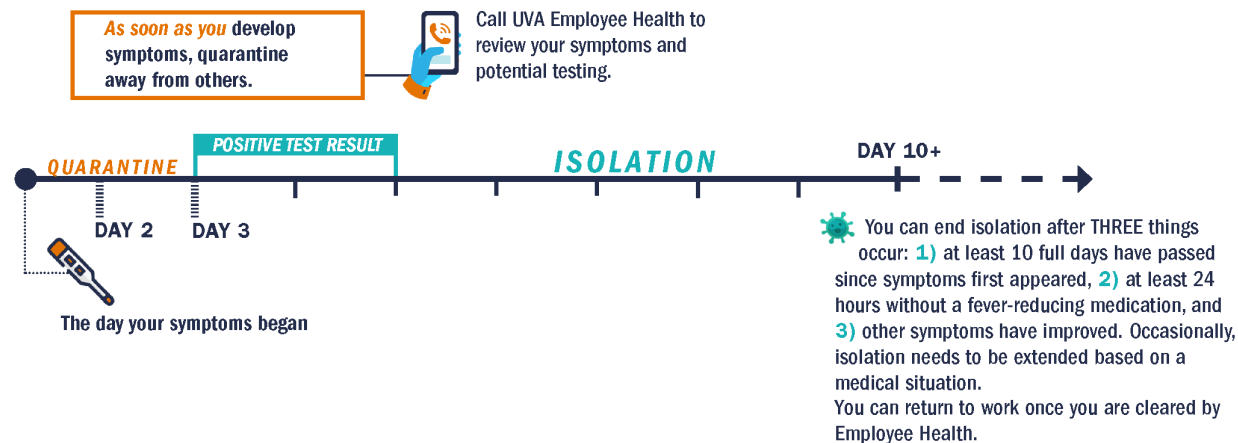 As soon as you develop
symptoms, quarantine
away from others.
Call UVA Employee Health to
review your symptoms and
potential testing.
QUARANTINE
POSITIVE TEST RESULT
ISOLATION
DAY 10+
DAY 2
DAY 3
The day your symptoms began
You can end isolation after THREE things
occur: 1) at least 10 full days have passed
since symptoms first appeared, 2) at least 24
hours without a fever-reducing medication, and
3) other symptoms have improved. Occasionally,
isolation needs to be extended based on a
medical situation.
You can return to work once you are cleared by
Employee Health.